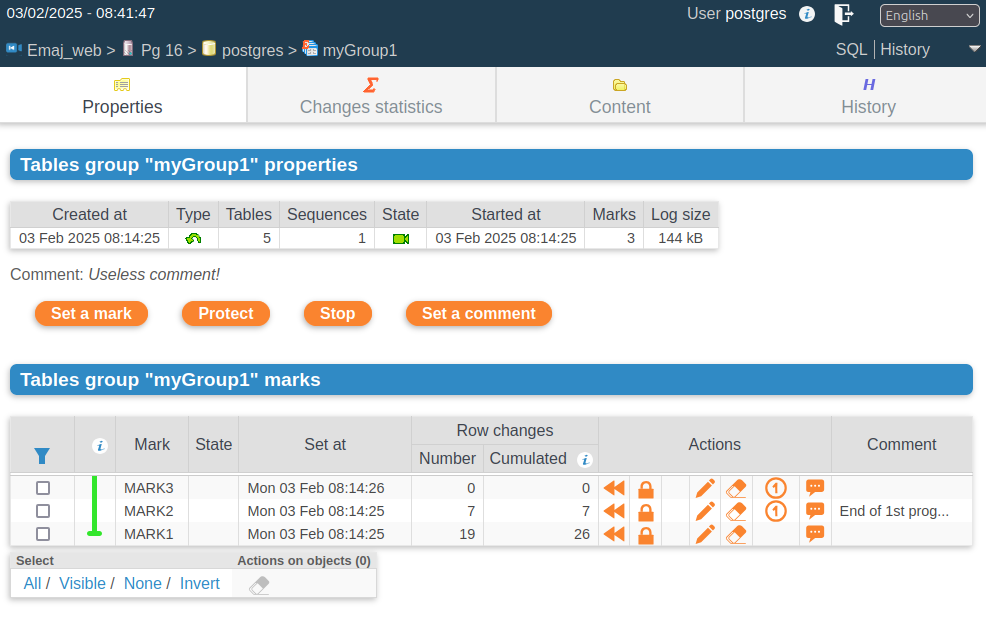 03/02/2025 - 08:41:47 User postgres English
Emaj_web > Pg 16 > postgres > myGroup1 SQL | History
Properties Changes statistics Content History
Tables group "myGroup1" properties
Created at Type Tables Sequences State Started at Marks Log size
03 Feb 2025 08:14:25 5 1 03 Feb 2025 08:14:25 3 144 kB
Comment: Useless comment!
Set a mark Protect Stop Set a comment
Tables group "myGroup1" marks
Mark State Set at Row changes Actions Comment
Number Cumulated
MARK3 Mon 03 Feb 08:14:26 0 0
MARK2 Mon 03 Feb 08:14:25 7 7 End of 1st prog...
MARK1 Mon 03 Feb 08:14:25 19 26
Select Actions on objects (0)
All / Visible / None / Invert